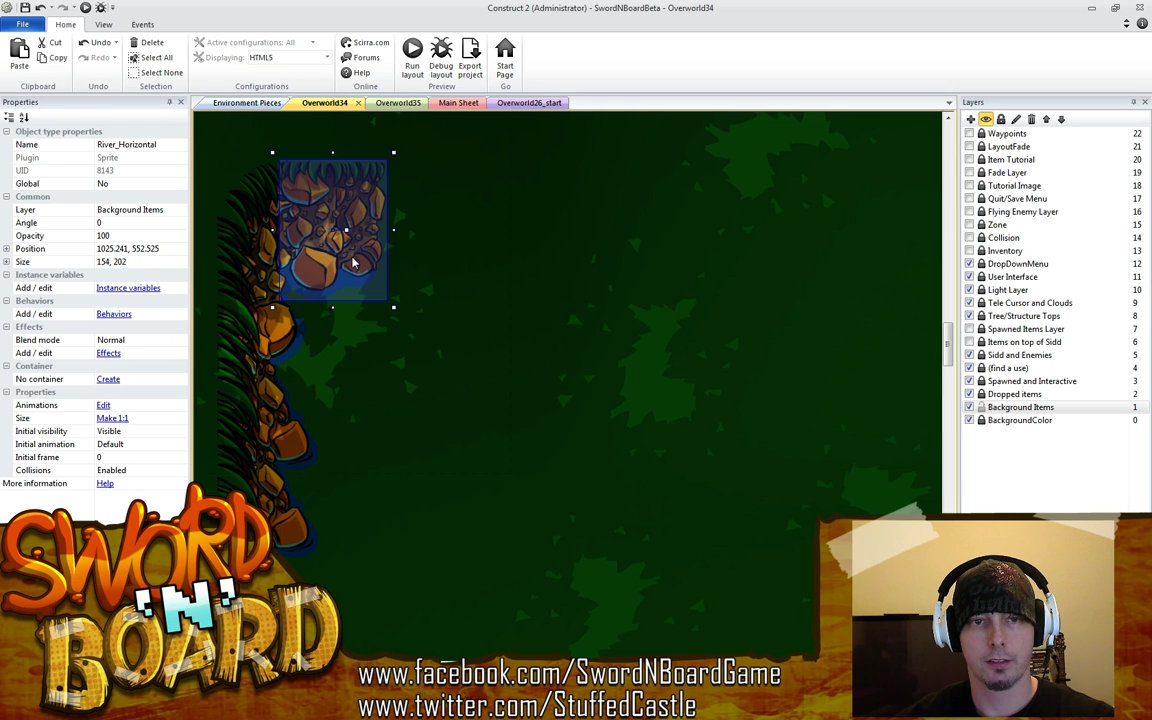 Construct 2 (Administrator) - SwordNBoardBeta - Overworld34
File
Home
View
Events
Paste
Cut
Copy
Clipboard
Undo
Redo
Undo
Delete
Select All
Select None
Selection
Active configurations: All
Displaying: HTML5
Configurations
Scirra.com
Forums
Help
Online
Run layout
Debug layout
Export project
Preview
Start Page
Go
Properties
Environment Pieces
Overworld34
Overworld35
Main Sheet
Overworld26_start
Layers
Object type properties
Name River_Horizontal
Plugin Sprite
UID 8143
Global No
Common
Layer Background Items
Angle 0
Opacity 100
Position 1025.241, 552.525
Size 154, 202
Instance variables
Add / edit Instance variables
Behaviors
Add / edit Behaviors
Effects
Blend mode Normal
Add / edit Effects
Container
No container Create
Properties
Animations Edit
Size Make 1:1
Initial visibility Visible
Initial animation Default
Initial frame 0
Collisions Enabled
More information Help
Waypoints 22
LayoutFade 21
Item Tutorial 20
Fade Layer 19
Tutorial Image 18
Quit/Save Menu 17
Flying Enemy Layer 16
Zone 15
Collision 14
Inventory 13
DropDownMenu 12
User Interface 11
Light Layer 10
Tele Cursor and Clouds 9
Tree/Structure Tops 8
Spawned Items Layer 7
Items on top of Sidd 6
Sidd and Enemies 5
(find a use) 4
Spawned and Interactive 3
Dropped items 2
Background Items 1
BackgroundColor 0
SWORD
'N'
BOARD
www.facebook.com/SwordNBoardGame
www.twitter.com/StuffedCastle